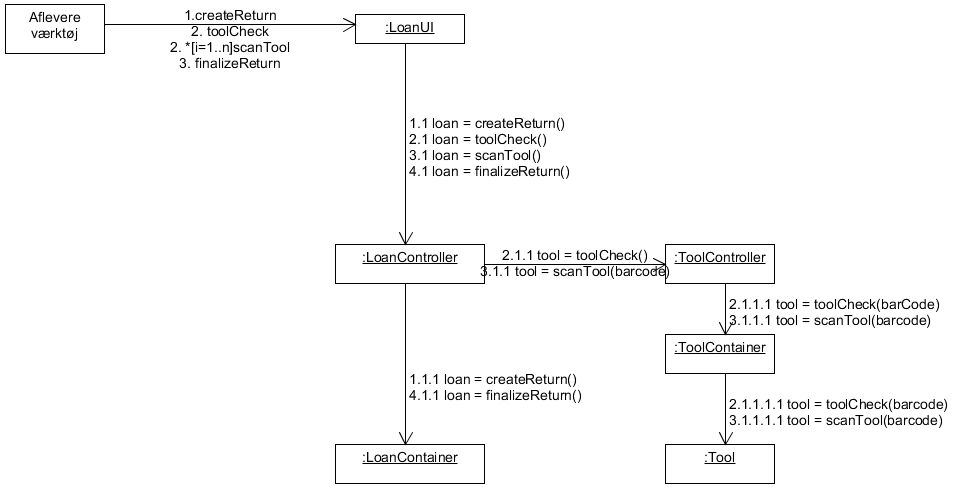 Aflevere
værktøj
1.createReturn
2. toolCheck
2. *[i=1..n]scanTool
3. finalizeReturn
:LoanUI
1.1 loan = createReturn()
2.1 loan = toolCheck()
3.1 loan = scanTool()
4.1 loan = finalizeReturn()
:LoanController
2.1.1 tool = toolCheck()
3.1.1 tool = scanTool(barcode)
:ToolController
2.1.1.1 tool = toolCheck(barCode)
3.1.1.1 tool = scanTool(barcode)
:ToolContainer
1.1.1 loan = createReturn()
4.1.1 loan = finalizeReturn()
2.1.1.1.1 tool = toolCheck(barcode)
3.1.1.1.1 tool = scanTool(barcode)
:LoanContainer
:Tool